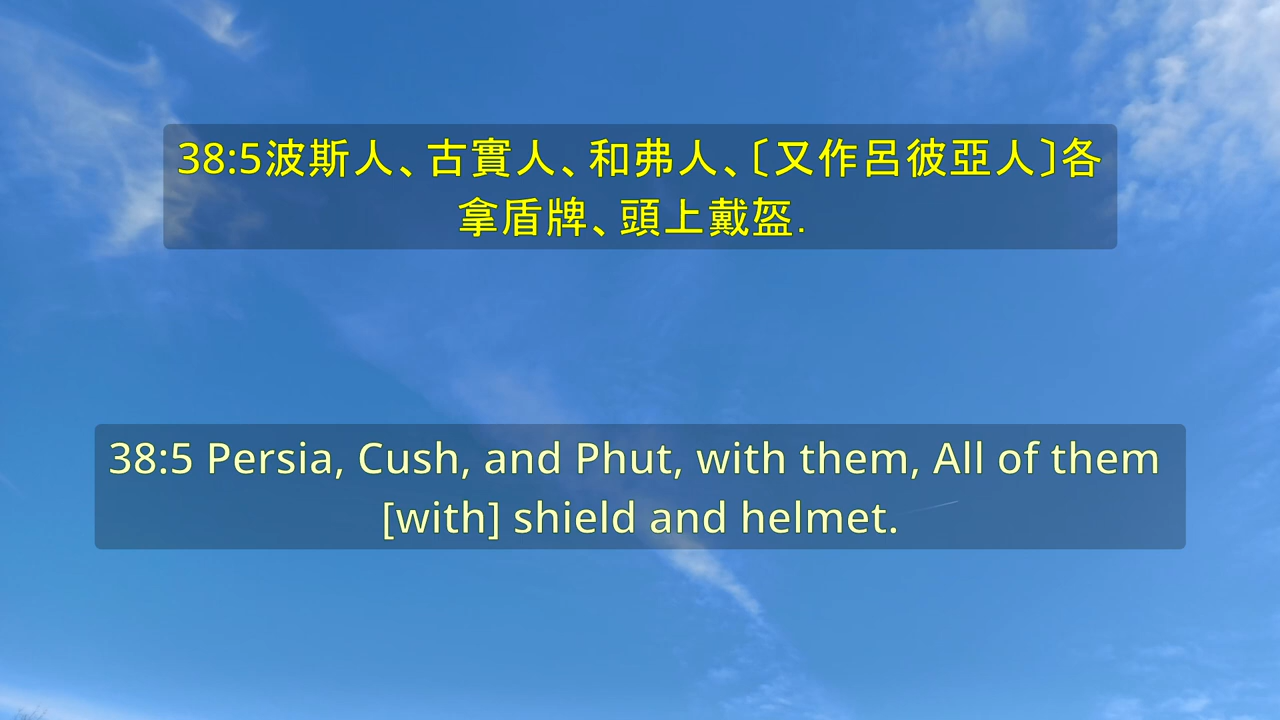 38:5波斯人、古實人、和弗人、〔又作呂彼亞人〕各
拿盾牌、頭上戴盔.
38:5 Persia, Cush, and Phut, with them, All of them
[with] shield and helmet.